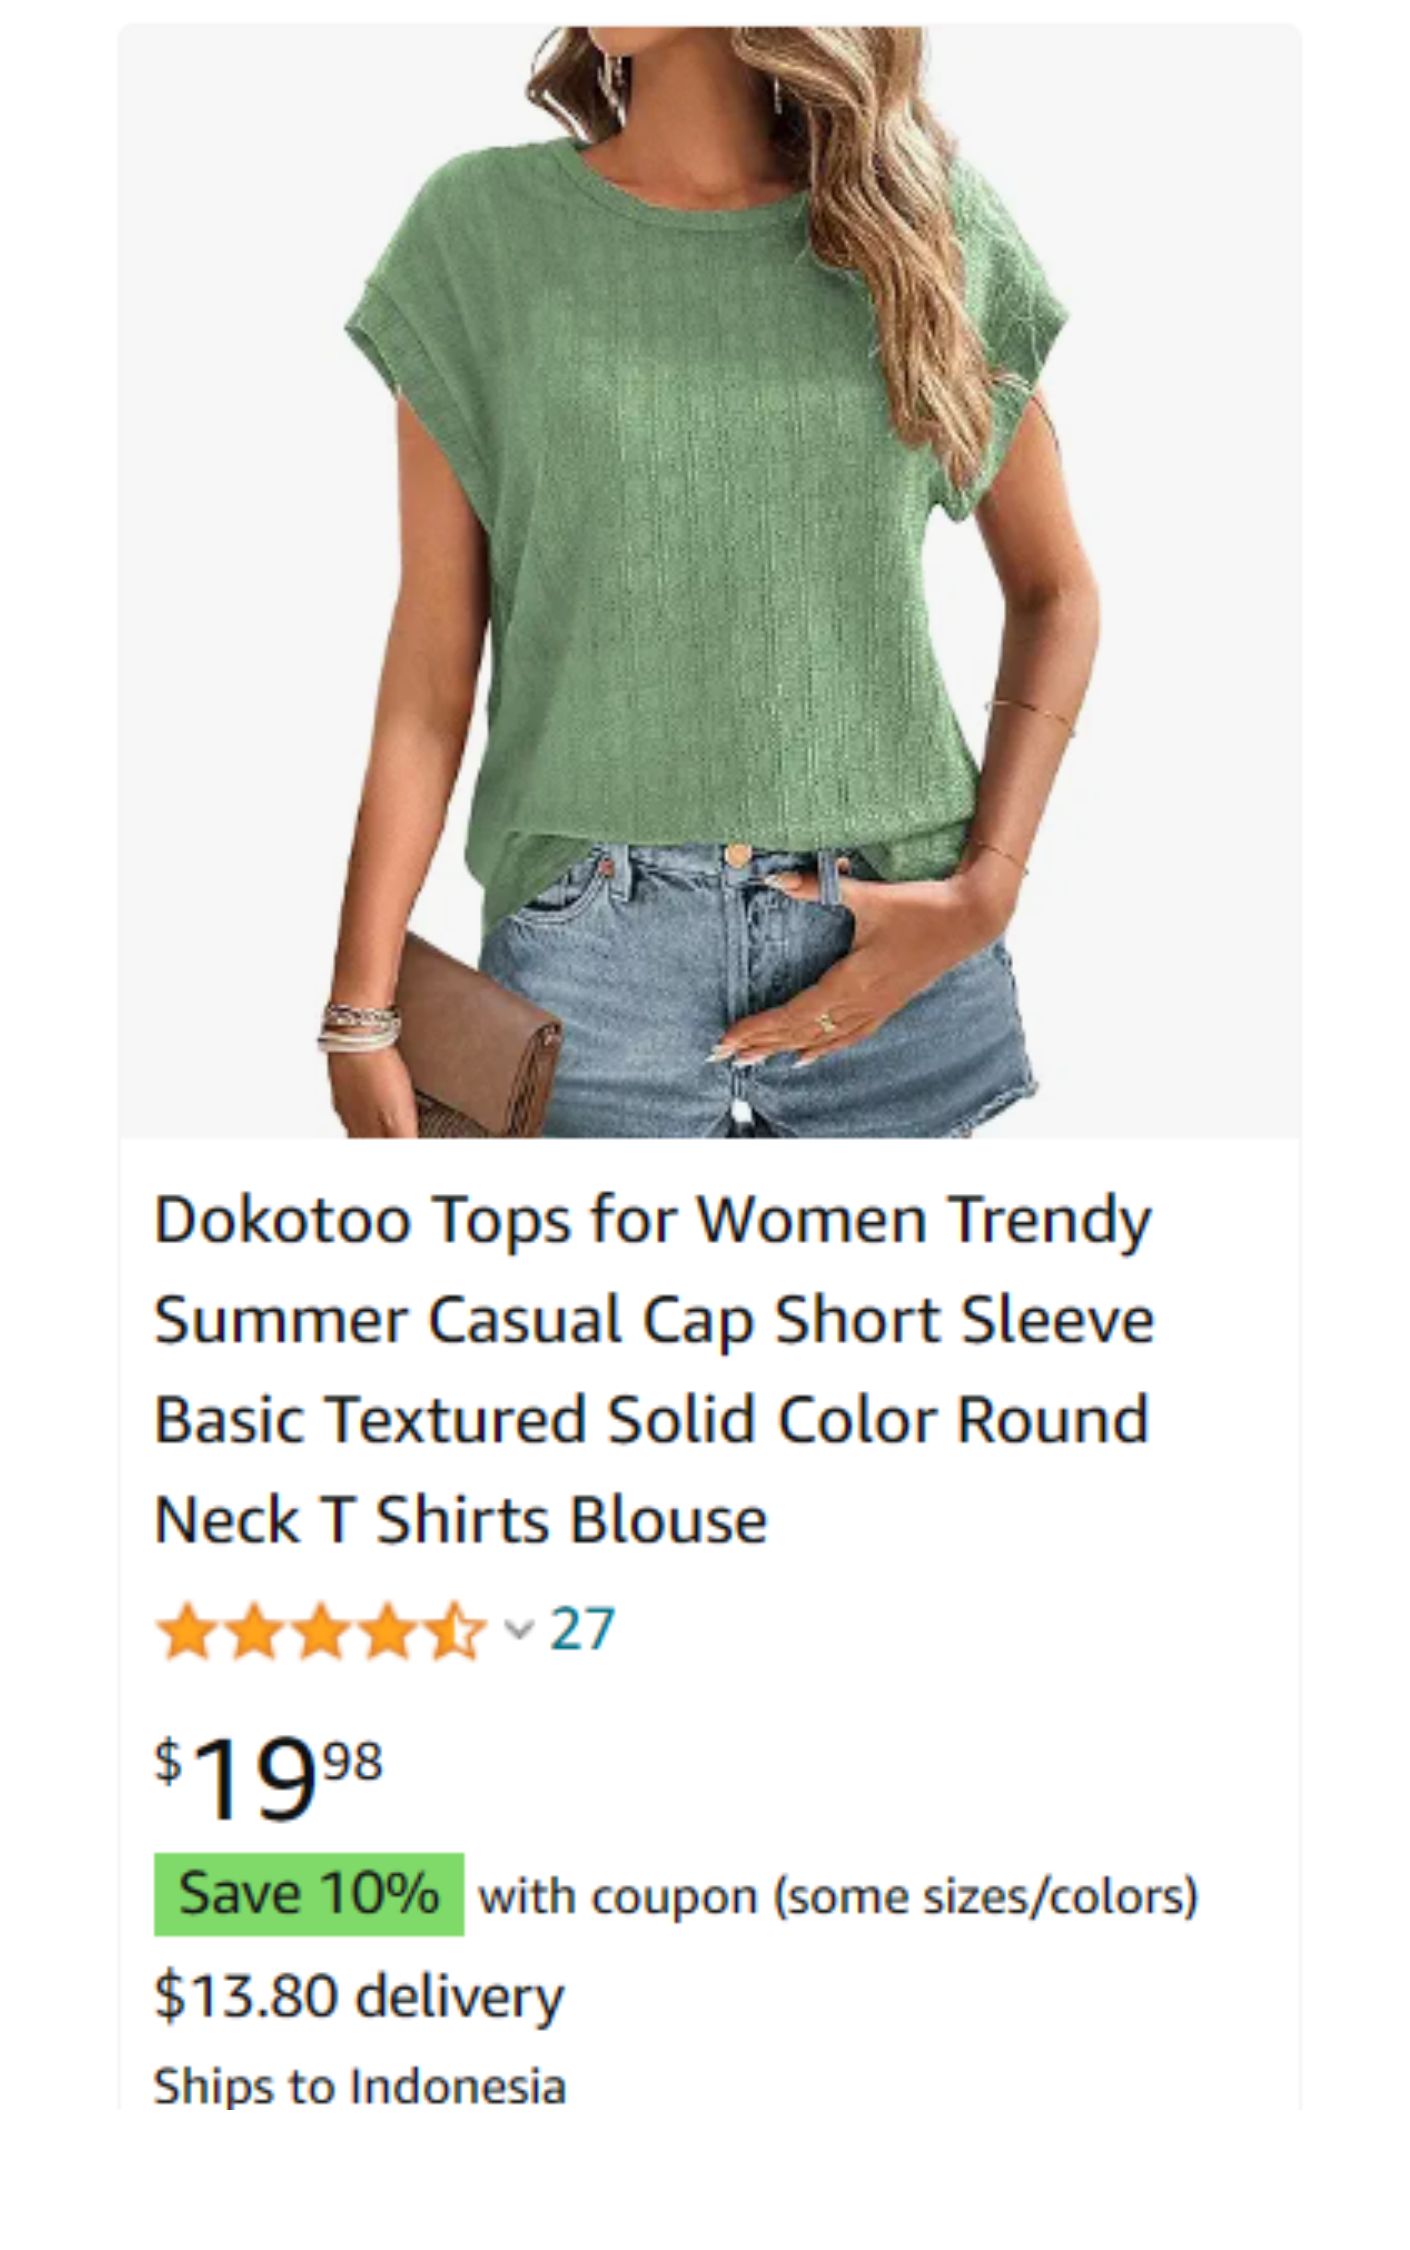 Dokotoo Tops for Women Trendy
Summer Casual Cap Short Sleeve
Basic Textured Solid Color Round
Neck T Shirts Blouse
27
$19 98
Save 10% with coupon (some sizes/colors)
$13.80 delivery
Ships to Indonesia